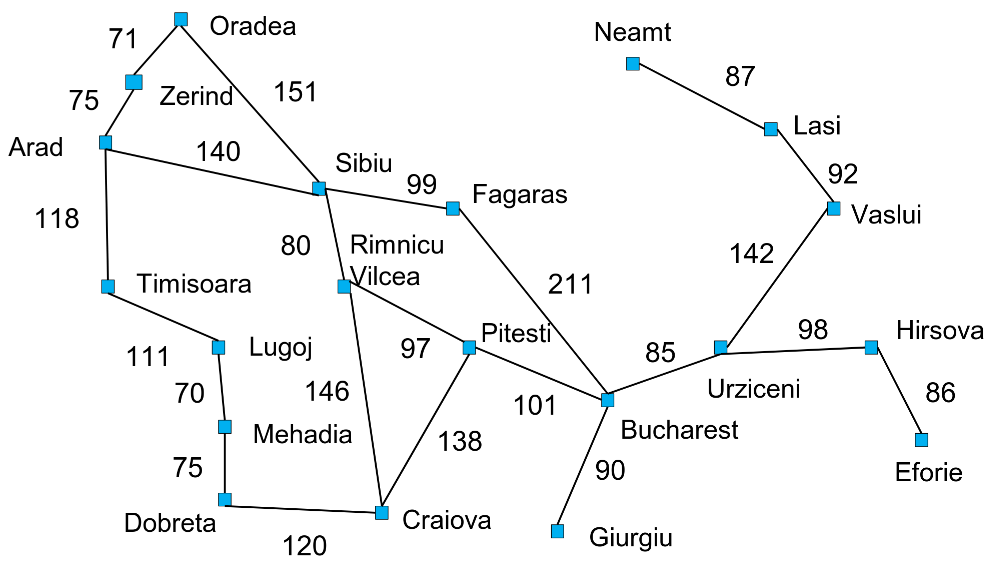 Oradea
Neamt
71
87
Zerind
151
75
Lasi
Arad
140
Sibiu
99
Fagaras
92
Vaslui
118
80
Rimnicu
Vilcea
142
Timisoara
211
Pitesti
98
Hirsova
111
Lugoj
97
85
Urziceni
70
146
101
86
Mehadia
138
Bucharest
75
90
Eforie
Dobreta
Craiova
120
Giurgiu